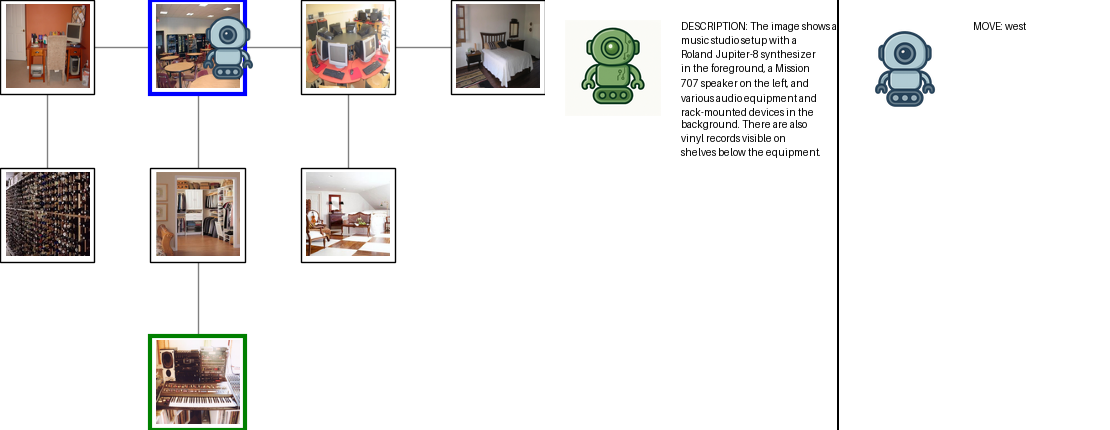 DESCRIPTION: The image shows a
music studio setup with a
Roland Jupiter-8 synthesizer
in the foreground, a Mission
707 speaker on the left, and
various audio equipment and
rack-mounted devices in the
background. There are also
vinyl records visible on
shelves below the equipment.
MOVE: west